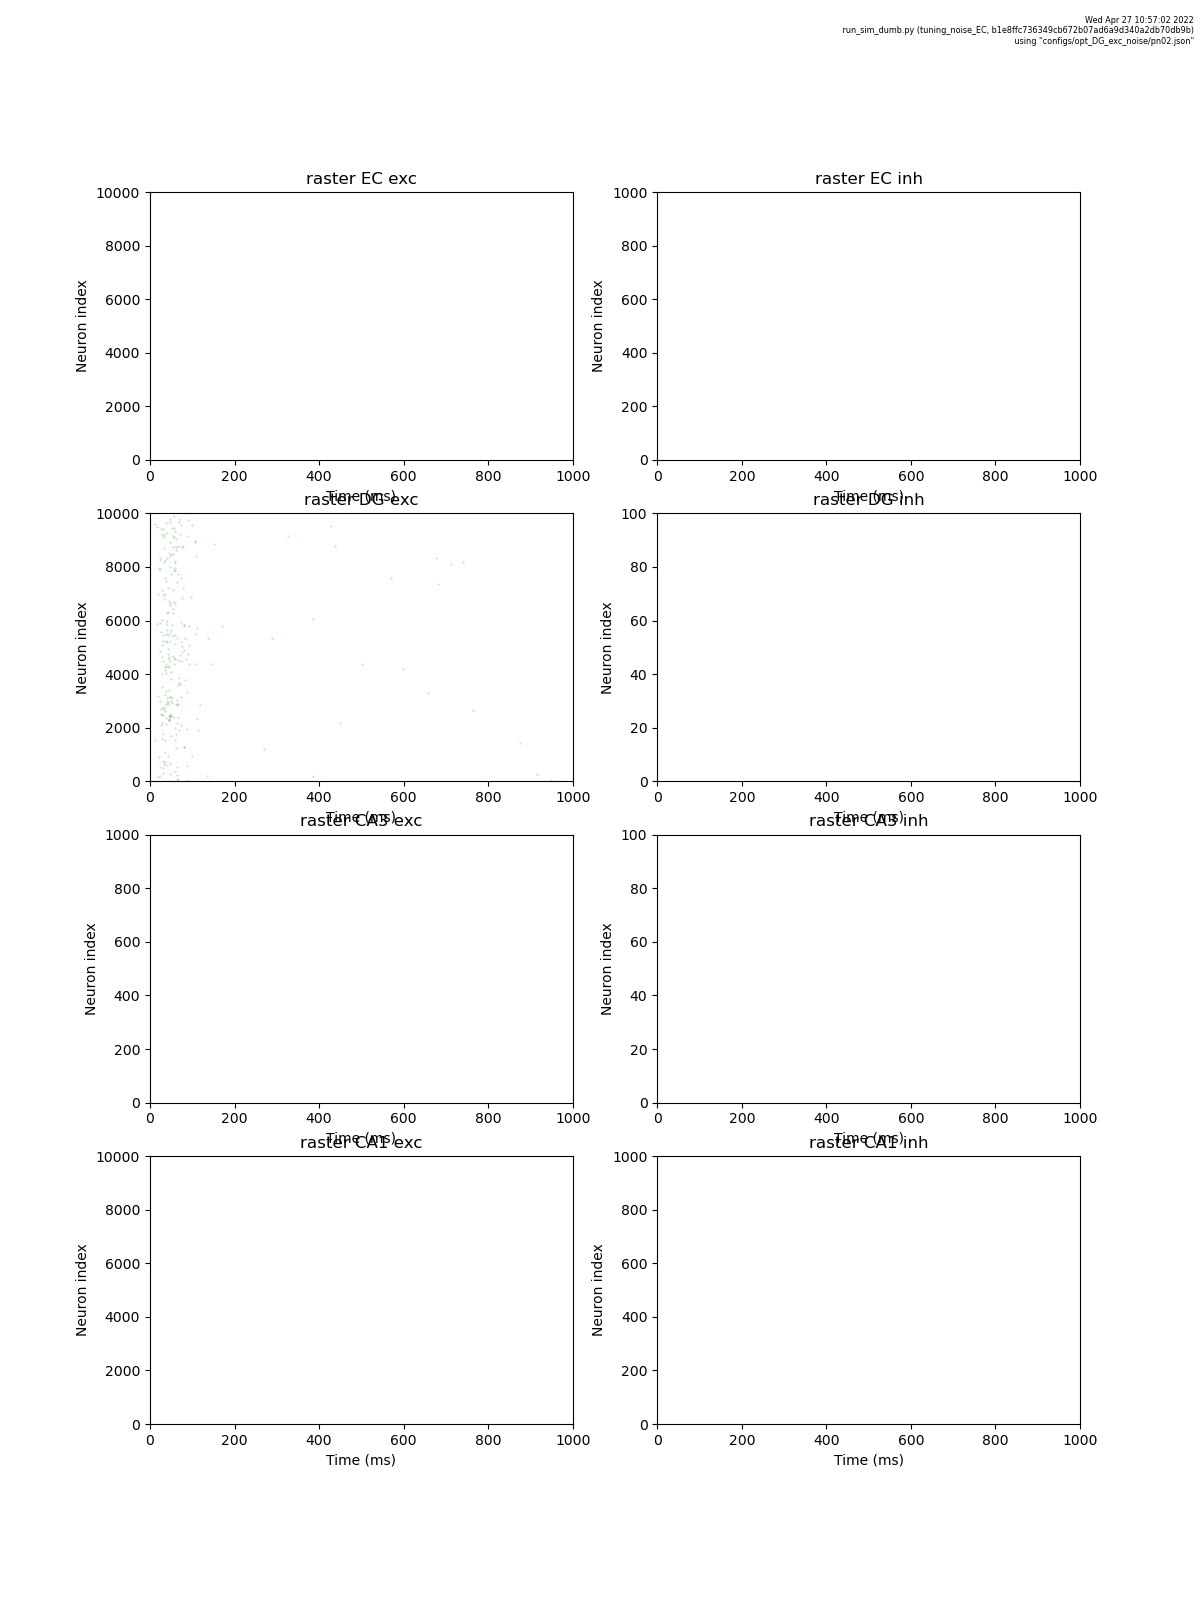 Wed Apr 27 10:57:02 2022
run_sim_dumb.py (tuning_noise_EC, b1e8ffc736349cb672b07ad6a9d340a2db70db9b)
using "configs/opt_DG_exc_noise/pn02.json"
raster EC exc
10000
8000
6000
4000
2000
0
Neuron index
0 200 400 600 800 1000
Time (ms)
raster EC inh
1000
800
600
400
200
0
Neuron index
0 200 400 600 800 1000
Time (ms)
raster DG exc
10000
8000
6000
4000
2000
0
Neuron index
0 200 400 600 800 1000
Time (ms)
raster DG inh
100
80
60
40
20
0
Neuron index
0 200 400 600 800 1000
Time (ms)
raster CA3 exc
1000
800
600
400
200
0
Neuron index
0 200 400 600 800 1000
Time (ms)
raster CA3 inh
100
80
60
40
20
0
Neuron index
0 200 400 600 800 1000
Time (ms)
raster CA1 exc
10000
8000
6000
4000
2000
0
Neuron index
0 200 400 600 800 1000
Time (ms)
raster CA1 inh
1000
800
600
400
200
0
Neuron index
0 200 400 600 800 1000
Time (ms)